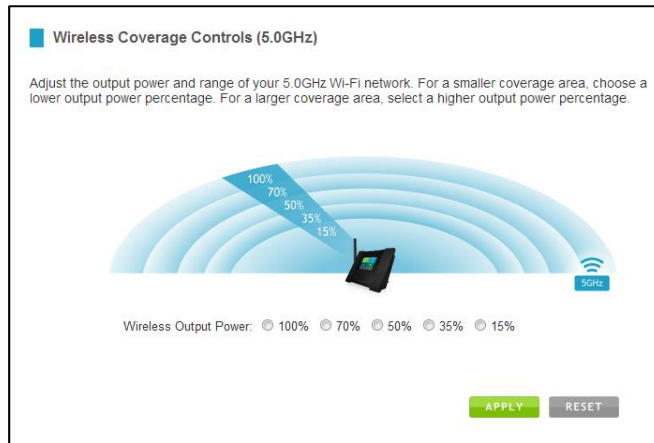 Wireless Coverage Controls (5.0GHz)
Adjust the output power and range of your 5.0GHz Wi-Fi network. For a smaller coverage area, choose a
lower output power percentage. For a larger coverage area, select a higher output power percentage.
100%
70%
50%
35%
15%
5GHz
Wireless Output Power: 100% 70% 50% 35% 15%
APPLY RESET